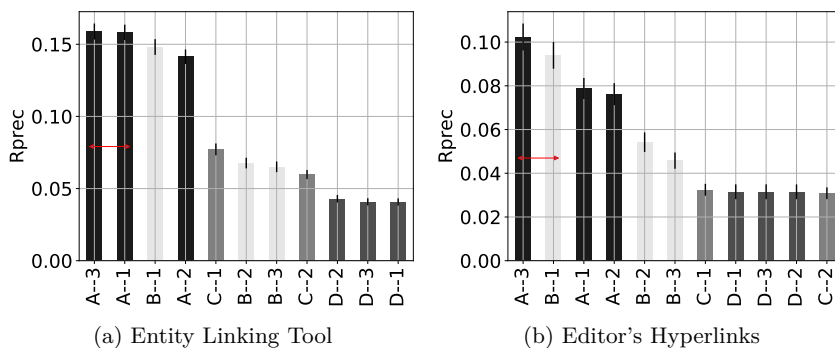 0.15
0.10
0.05
0.00
Rprec
A--3 A--1 B--1 A--2 C--1 B--2 B--3 C--2 D--2 D--3 D--1
(a) Entity Linking Tool
0.10
0.08
0.06
0.04
0.02
0.00
Rprec
A--3 B--1 A--1 A--2 B--2 B--3 C--1 D--1 D--3 D--2 C--2
(b) Editor's Hyperlinks